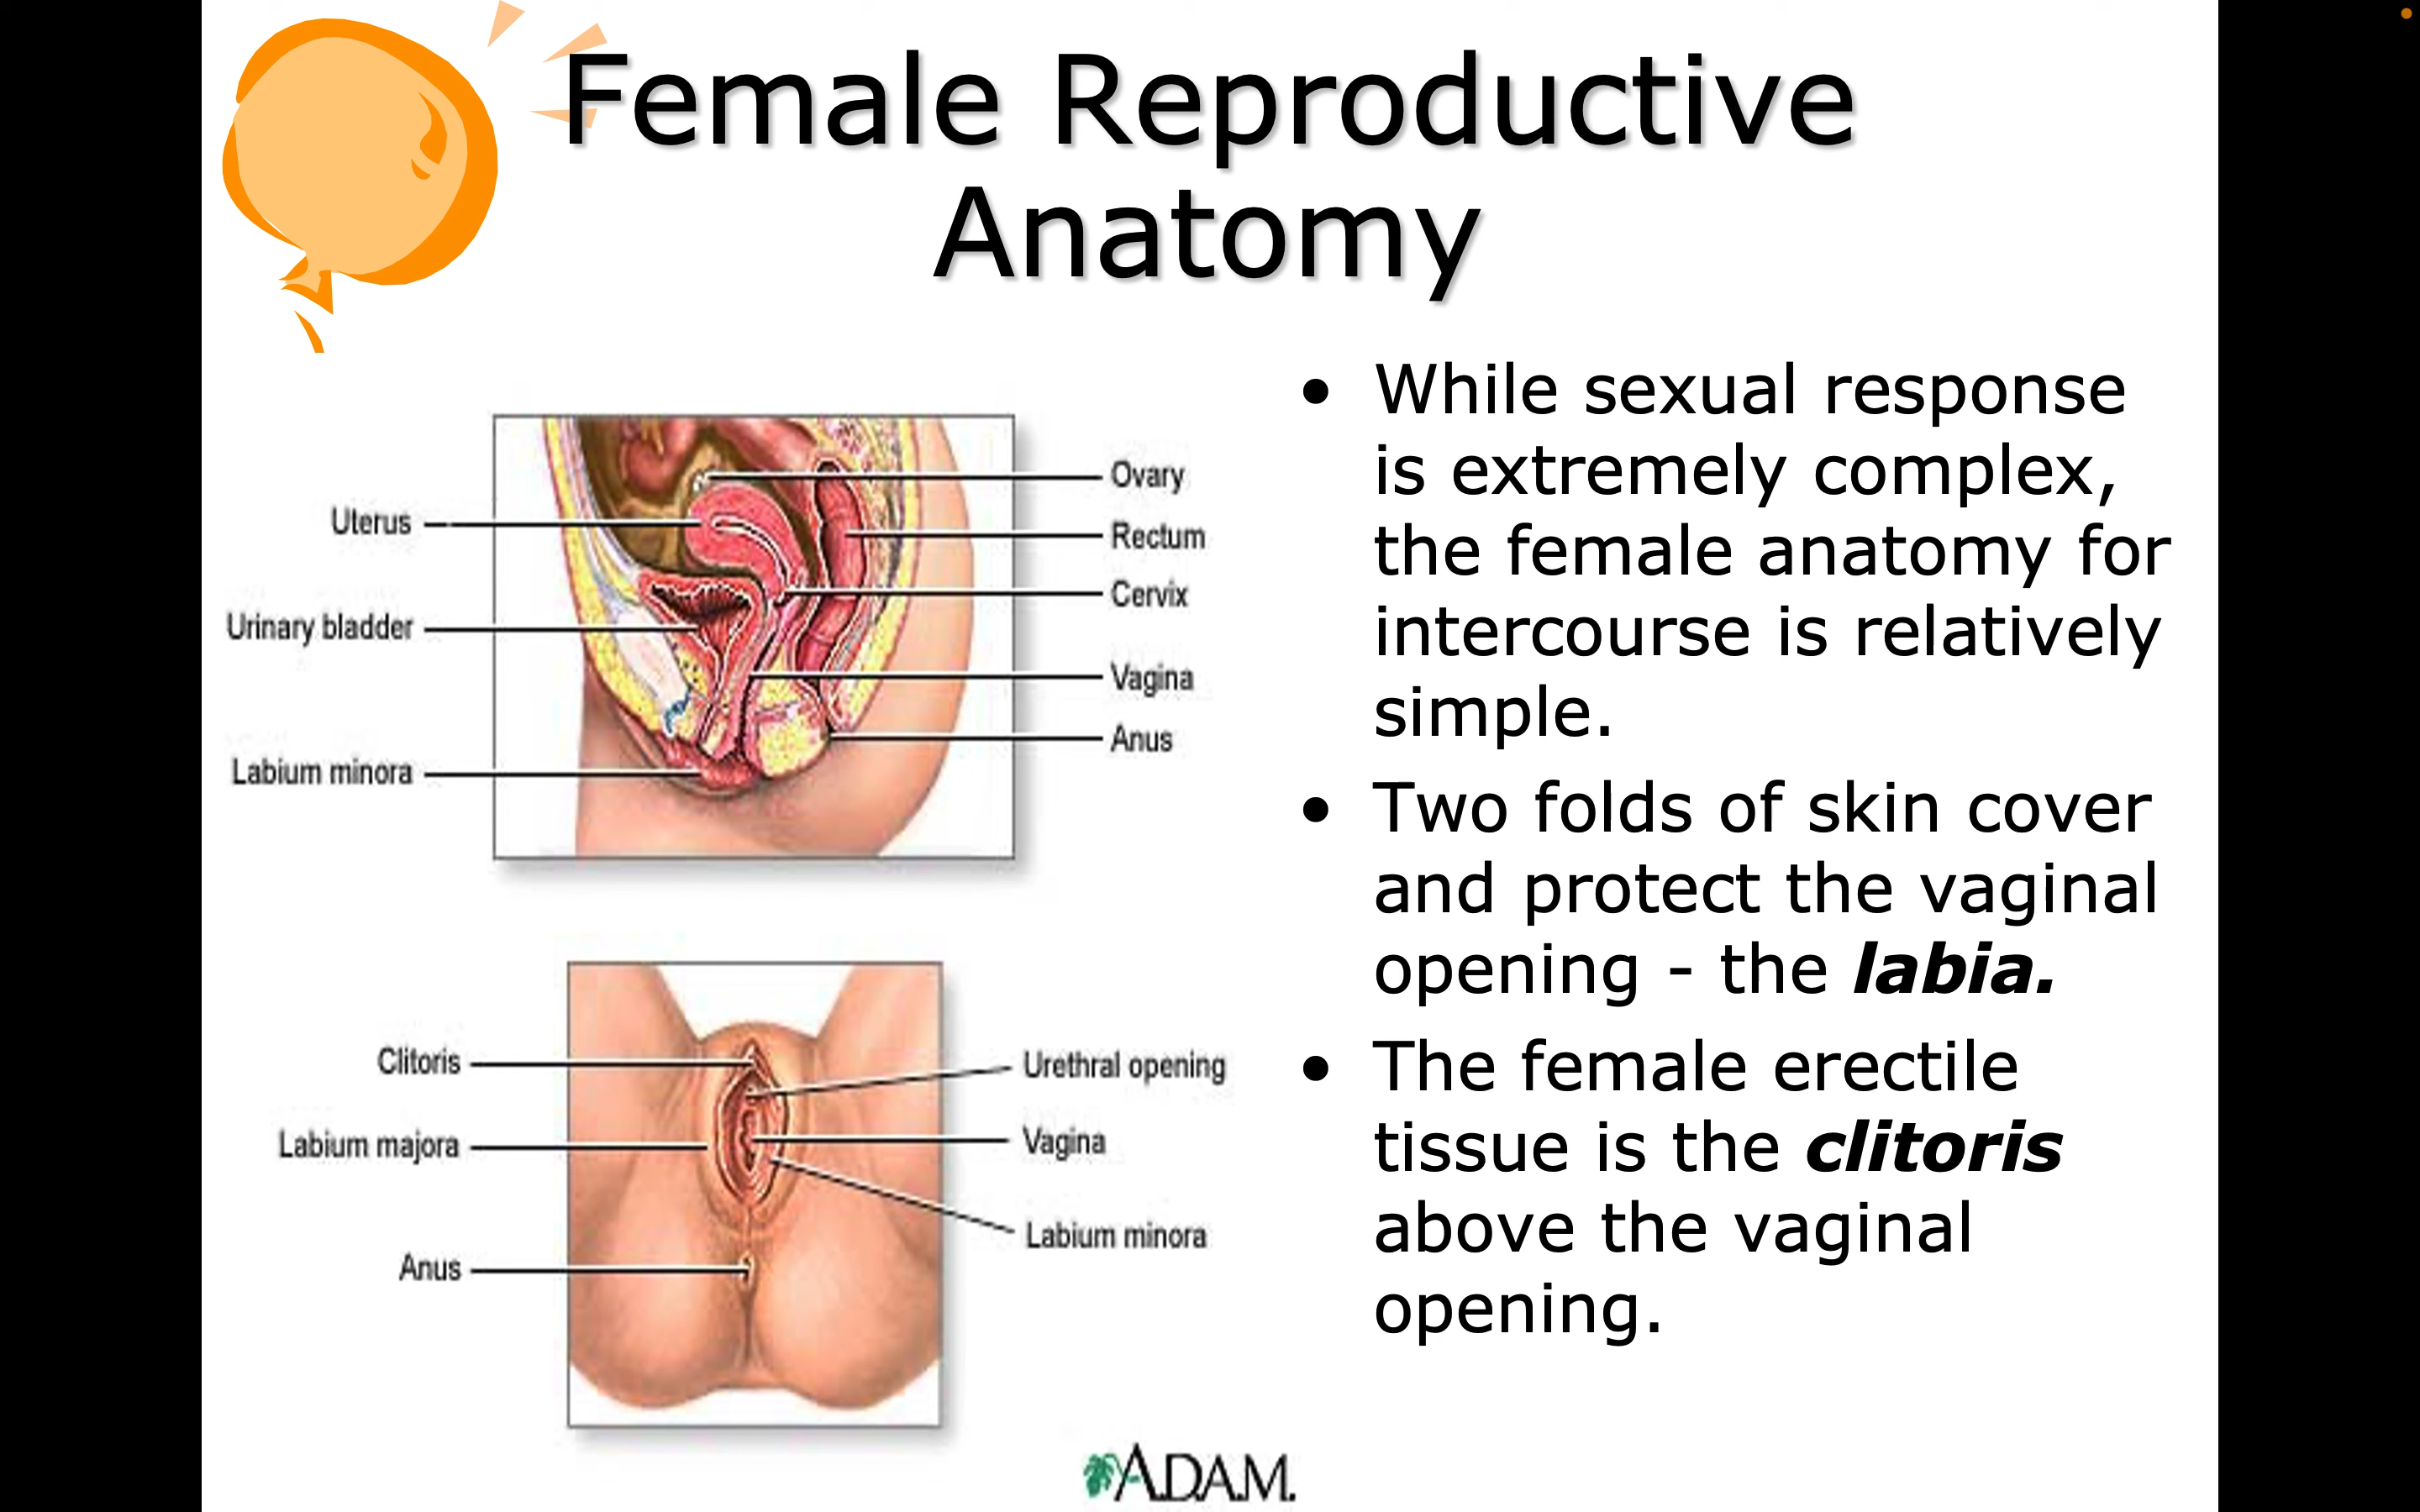 Female Reproductive
Anatomy
Ovary
Uterus
Rectum
Cervix
Urinary bladder
Vagina
Anus
Labium minora
Clitoris
Urethral opening
Labium majora
Vagina
Labium minora
Anus
• While sexual response
is extremely complex,
the female anatomy for
intercourse is relatively
simple.
• Two folds of skin cover
and protect the vaginal
opening - the labia.
• The female erectile
tissue is the clitoris
above the vaginal
opening.
A.D.A.M.